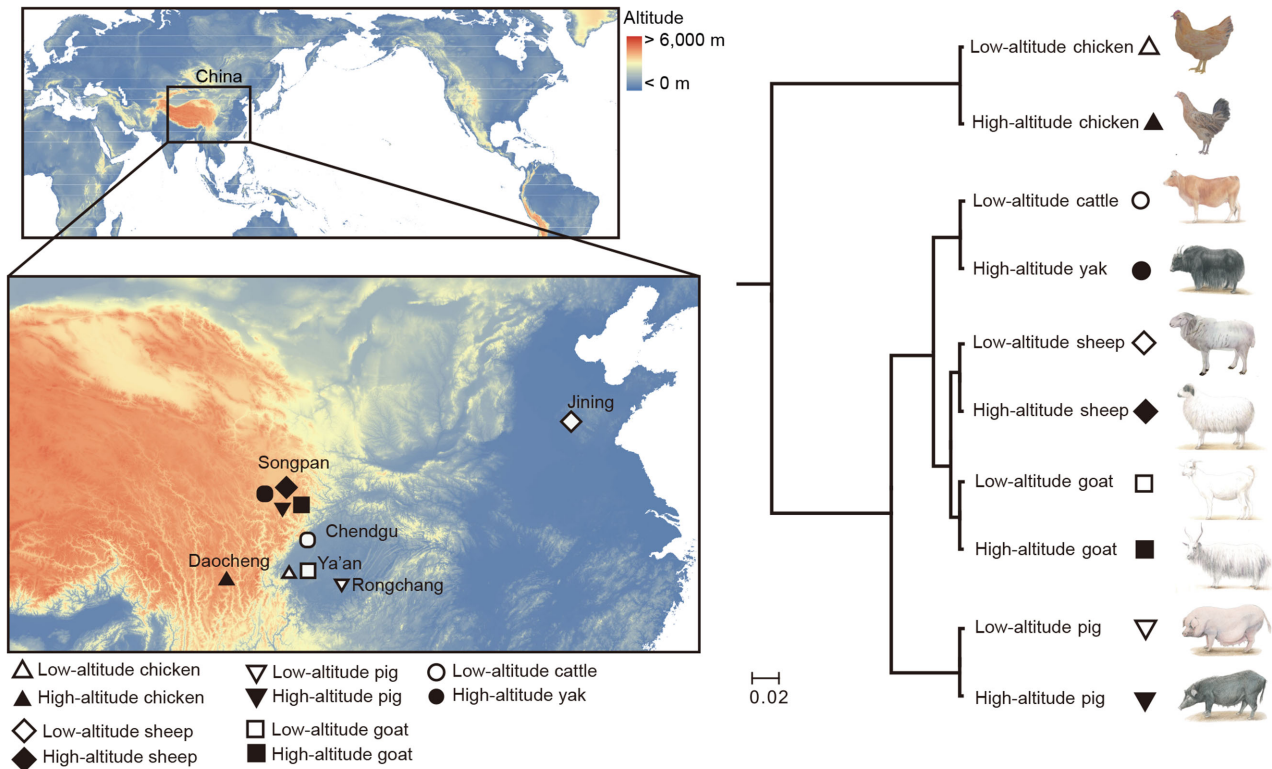 Altitude
> 6,000 m
< 0 m
China
Jining
Songpan
Chendgu
Daocheng
Ya'an
Rongchang
Low-altitude chicken
High-altitude chicken
Low-altitude sheep
High-altitude sheep
Low-altitude pig
High-altitude pig
Low-altitude goat
High-altitude goat
Low-altitude cattle
High-altitude yak
Low-altitude chicken
High-altitude chicken
Low-altitude cattle
High-altitude yak
Low-altitude sheep
High-altitude sheep
Low-altitude goat
High-altitude goat
Low-altitude pig
High-altitude pig
0.02